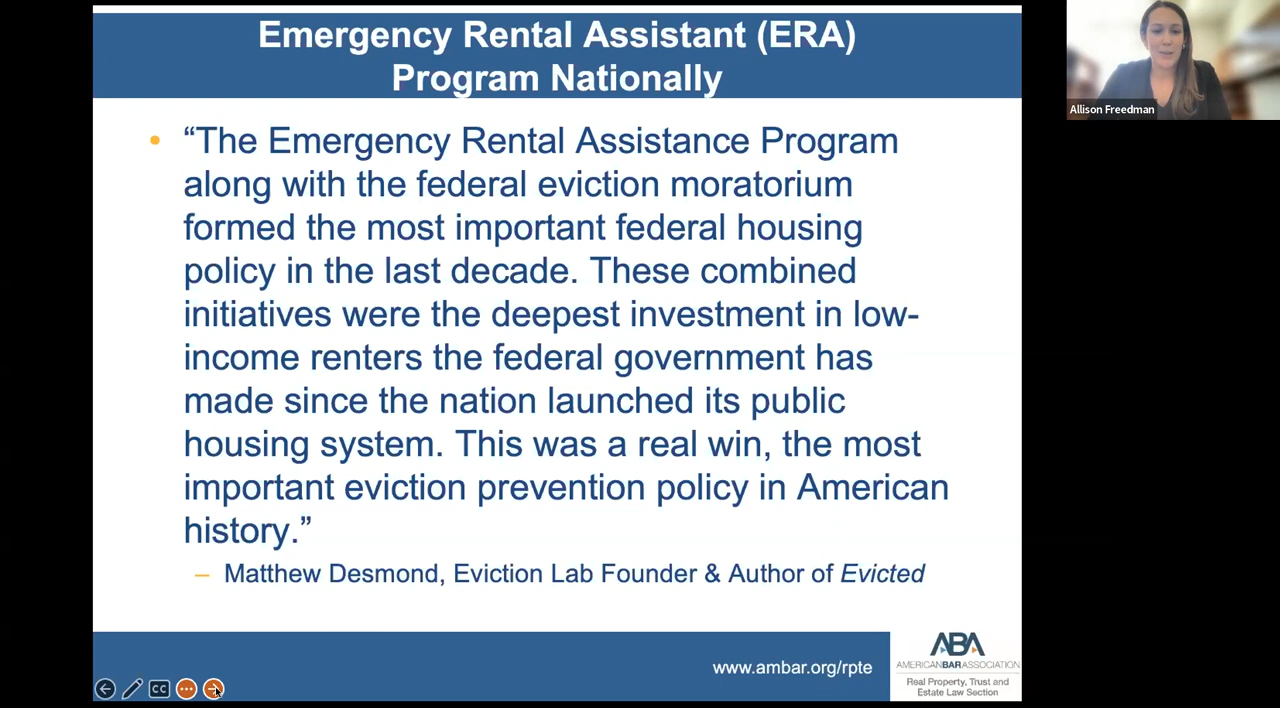 Emergency Rental Assistant (ERA)
Program Nationally
• “The Emergency Rental Assistance Program
along with the federal eviction moratorium
formed the most important federal housing
policy in the last decade. These combined
initiatives were the deepest investment in low-
income renters the federal government has
made since the nation launched its public
housing system. This was a real win, the most
important eviction prevention policy in American
history.”
– Matthew Desmond, Eviction Lab Founder & Author of Evicted
www.ambar.org/rpte
ABA
AMERICANBARASSOCIATION
Real Property, Trust and
Estate Law Section
CC
Allison Freedman